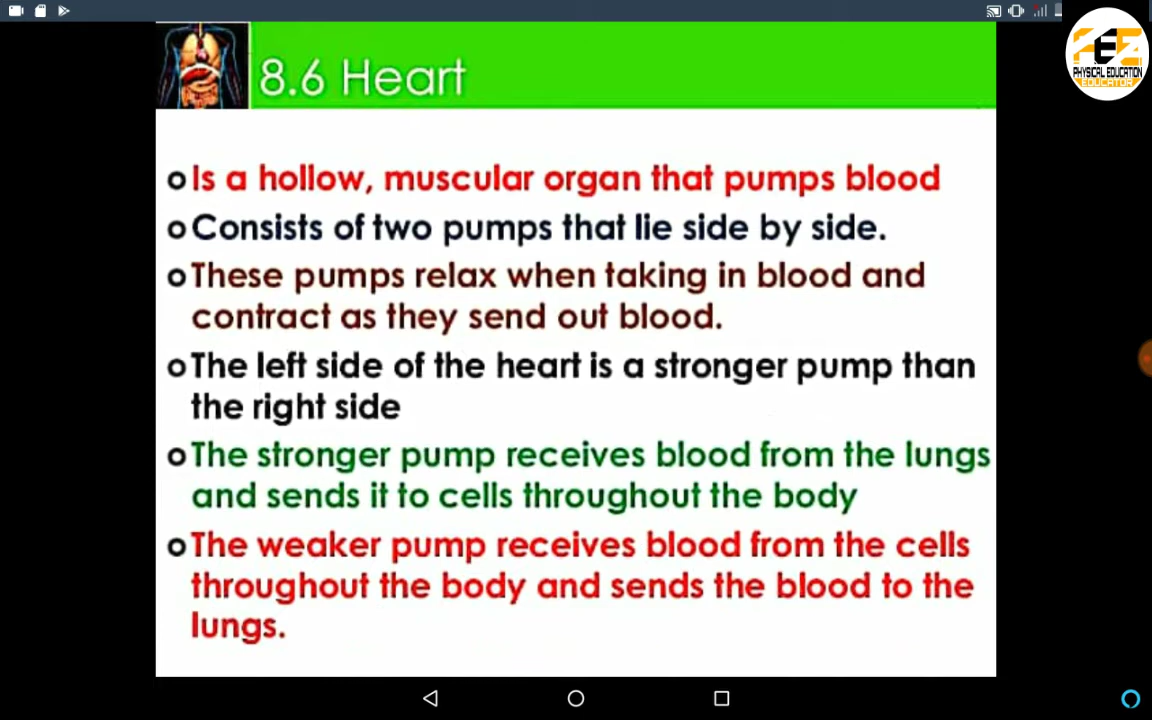 8.6 Heart
PEZ
PHYSICAL EDUCATION
EDUCATOR
o Is a hollow, muscular organ that pumps blood
o Consists of two pumps that lie side by side.
o These pumps relax when taking in blood and
contract as they send out blood.
o The left side of the heart is a stronger pump than
the right side
o The stronger pump receives blood from the lungs
and sends it to cells throughout the body
o The weaker pump receives blood from the cells
throughout the body and sends the blood to the
lungs.